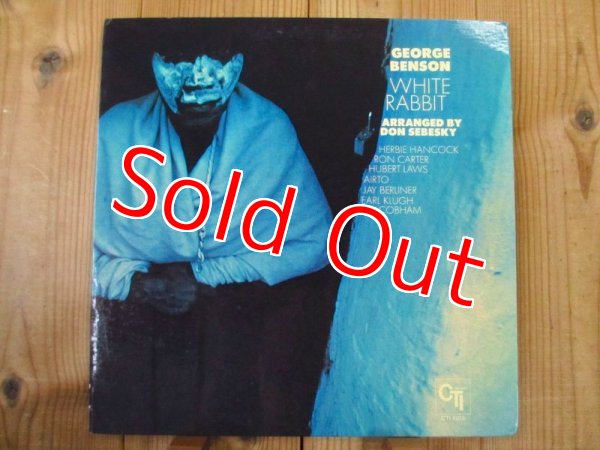 GEORGE
BENSON
WHITE
RABBIT
ARRANGED BY
DON SEBESKY
HERBIE HANCOCK
RON CARTER
HUBERT LAWS
AIRTO
JAY BERLINER
EARL KLUGH
COBHAM
Sold Out
CTI